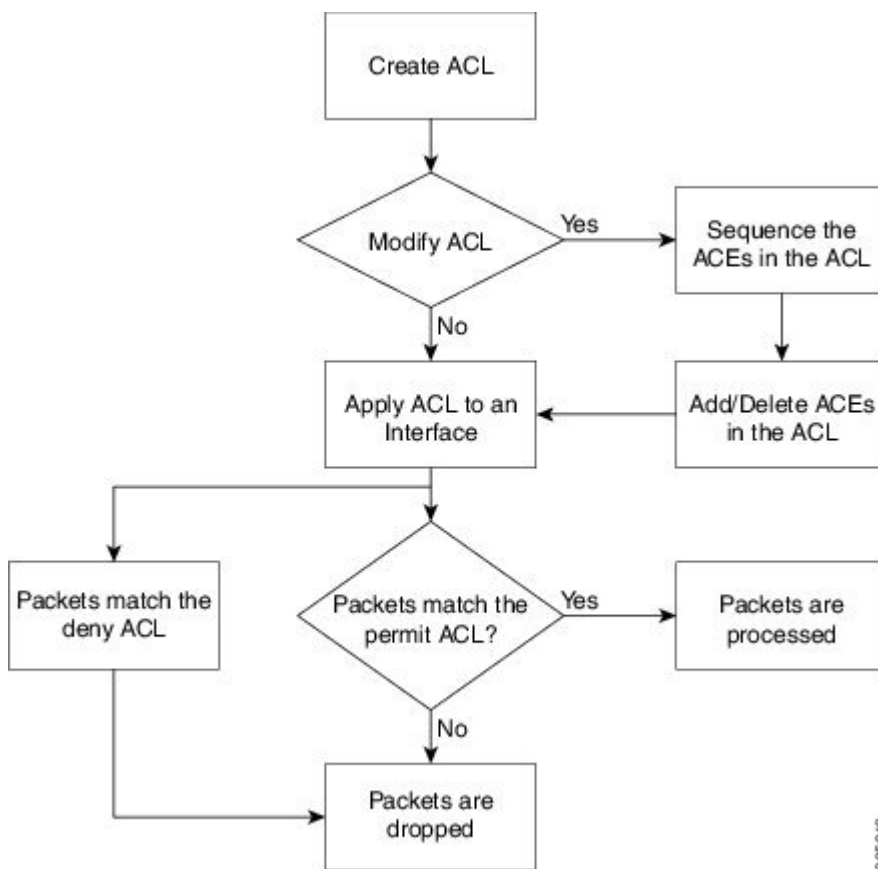 Create ACL
Modify ACL
Yes
Sequence the
ACEs in the ACL
No
Apply ACL to an
Interface
Add/Delete ACEs
in the ACL
Packets match the
deny ACL
Packets match the
permit ACL?
Yes
Packets are
processed
No
Packets are
dropped